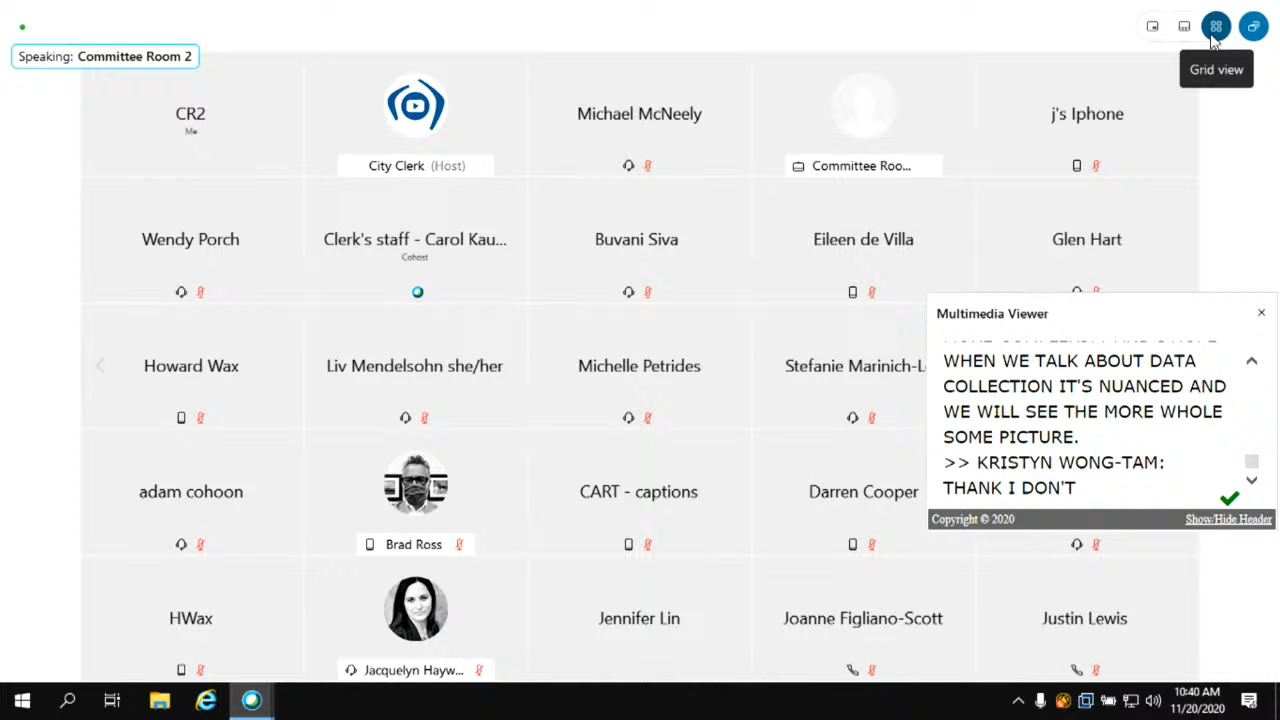 Speaking: Committee Room 2
Grid view
CR2
Me
City Clerk (Host)
Michael McNeely
Committee Roo...
j's Iphone
Wendy Porch
Clerk's staff - Carol Kau...
Cohost
Buvani Siva
Eileen de Villa
Glen Hart
Howard Wax
Liv Mendelsohn she/her
Michelle Petrides
Stefanie Marinich-L
Multimedia Viewer
WHEN WE TALK ABOUT DATA
COLLECTION IT'S NUANCED AND
WE WILL SEE THE MORE WHOLE
SOME PICTURE.
>> KRISTYN WONG-TAM:
THANK I DON'T
Copyright © 2020
Show/Hide Header
adam cohoon
Brad Ross
CART - captions
Darren Cooper
HWax
Jacquelyn Hayw...
Jennifer Lin
Joanne Figliano-Scott
Justin Lewis
10:40 AM
11/20/2020